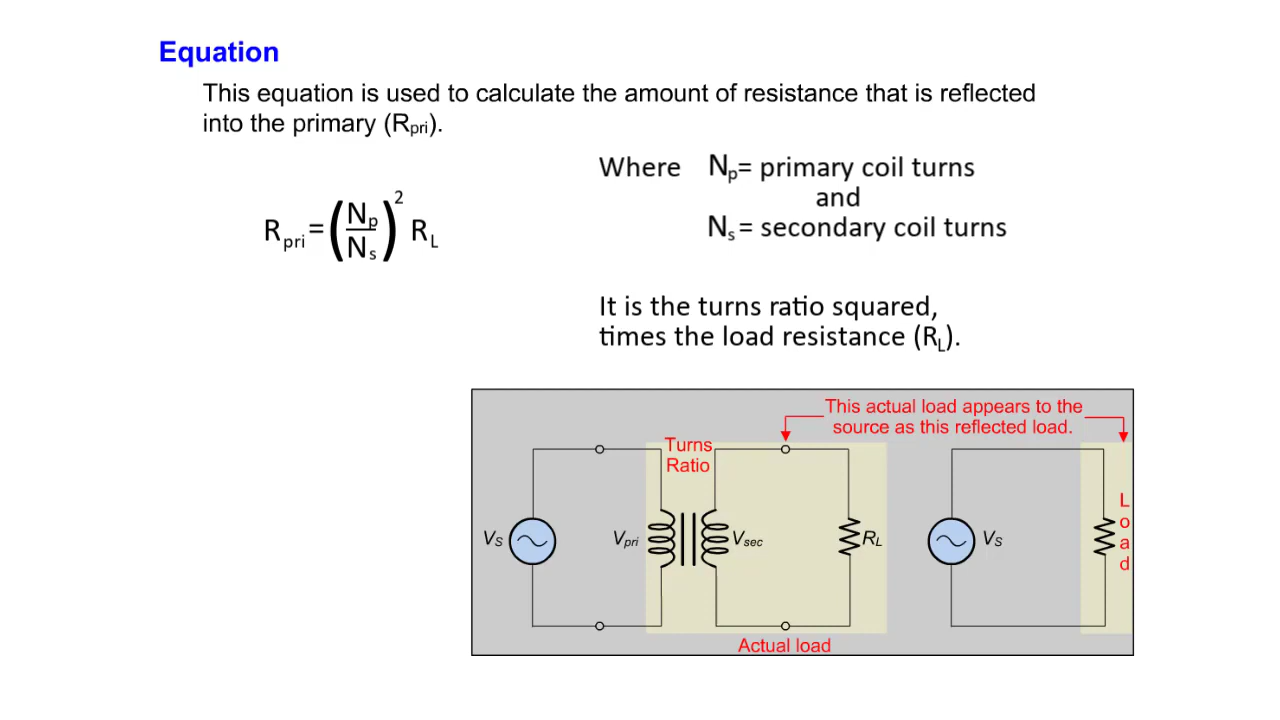 Equation
This equation is used to calculate the amount of resistance that is reflected
into the primary (Rpri).
Where Np= primary coil turns
and
Ns= secondary coil turns
Rpri=(Np/Ns)² RL
It is the turns ratio squared,
times the load resistance (RL).
This actual load appears to the
source as this reflected load.
Turns
Ratio
VS
Vpri
Vsec
RL
VS
Load
Actual load